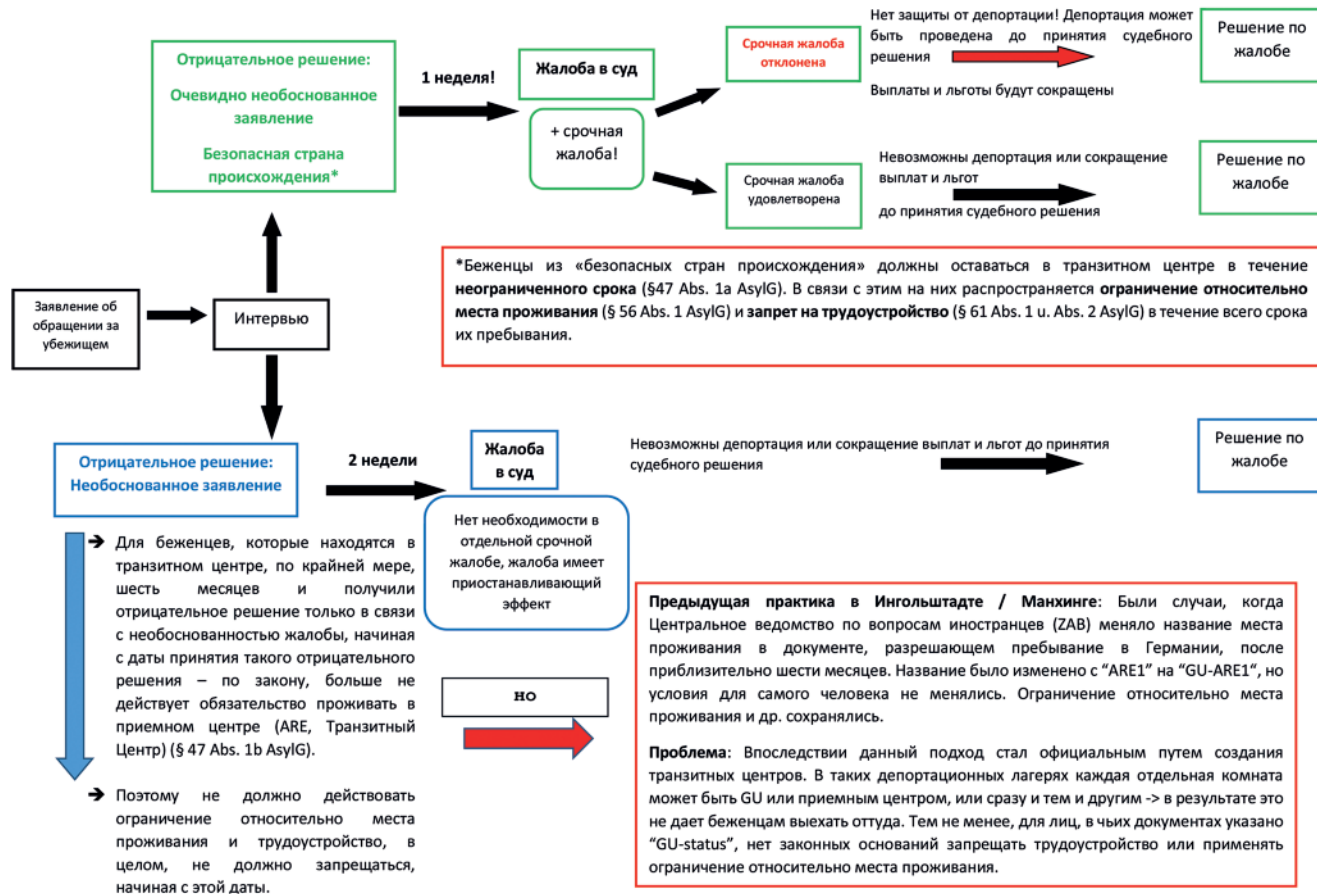 Отрицательное решение:
Очевидно необоснованное
заявление
Безопасная страна
происхождения*
1 неделя!
Жалоба в суд
+ срочная
жалоба!
Срочная жалоба
отклонена
Нет защиты от депортации! Депортация может
быть проведена до принятия судебного
решения
Выплаты и льготы будут сокращены
Решение по
жалобе
Срочная жалоба
удовлетворена
Невозможны депортация или сокращение
выплат и льгот
до принятия судебного решения
Решение по
жалобе
*Беженцы из «безопасных стран происхождения» должны оставаться в транзитном центре в течение
неограниченного срока (§47 Abs. 1a AsylG). В связи с этим на них распространяется ограничение относительно
места проживания (§ 56 Abs. 1 AsylG) и запрет на трудоустройство (§ 61 Abs. 1 u. Abs. 2 AsylG) в течение всего срока
их пребывания.
Заявление об
обращении за
убежищем
Интервью
Отрицательное решение:
Необоснованное заявление
2 недели
Жалоба
в суд
Нет необходимости в
отдельной срочной
жалобе, жалоба имеет
приостанавливающий
эффект
Невозможны депортация или сокращение выплат и льгот до принятия
судебного решения
Решение по
жалобе
➔ Для беженцев, которые находятся в
транзитном центре, по крайней мере,
шесть месяцев и получили
отрицательное решение только в связи
с необоснованностью жалобы, начиная
с даты принятия такого отрицательного
решения – по закону, больше не
действует обязательство проживать в
приемном центре (ARE, Транзитный
Центр) (§ 47 Abs. 1b AsylG).
➔ Поэтому не должно действовать
ограничение относительно места
проживания и трудоустройство, в
целом, не должно запрещаться,
начиная с этой даты.
НО
Предыдущая практика в Ингольштадте / Манхинге: Были случаи, когда
Центральное ведомство по вопросам иностранцев (ZAB) меняло название места
проживания в документе, разрешающем пребывание в Германии, после
приблизительно шести месяцев. Название было изменено с “ARE1” на “GU-ARE1“, но
условия для самого человека не менялись. Ограничение относительно места
проживания и др. сохранялись.
Проблема: Впоследствии данный подход стал официальным путем создания
транзитных центров. В таких депортационных лагерях каждая отдельная комната
может быть GU или приемным центром, или сразу и тем и другим -> в результате это
не дает беженцам выехать оттуда. Тем не менее, для лиц, в чьих документах указано
“GU-status”, нет законных оснований запрещать трудоустройство или применять
ограничение относительно места проживания.